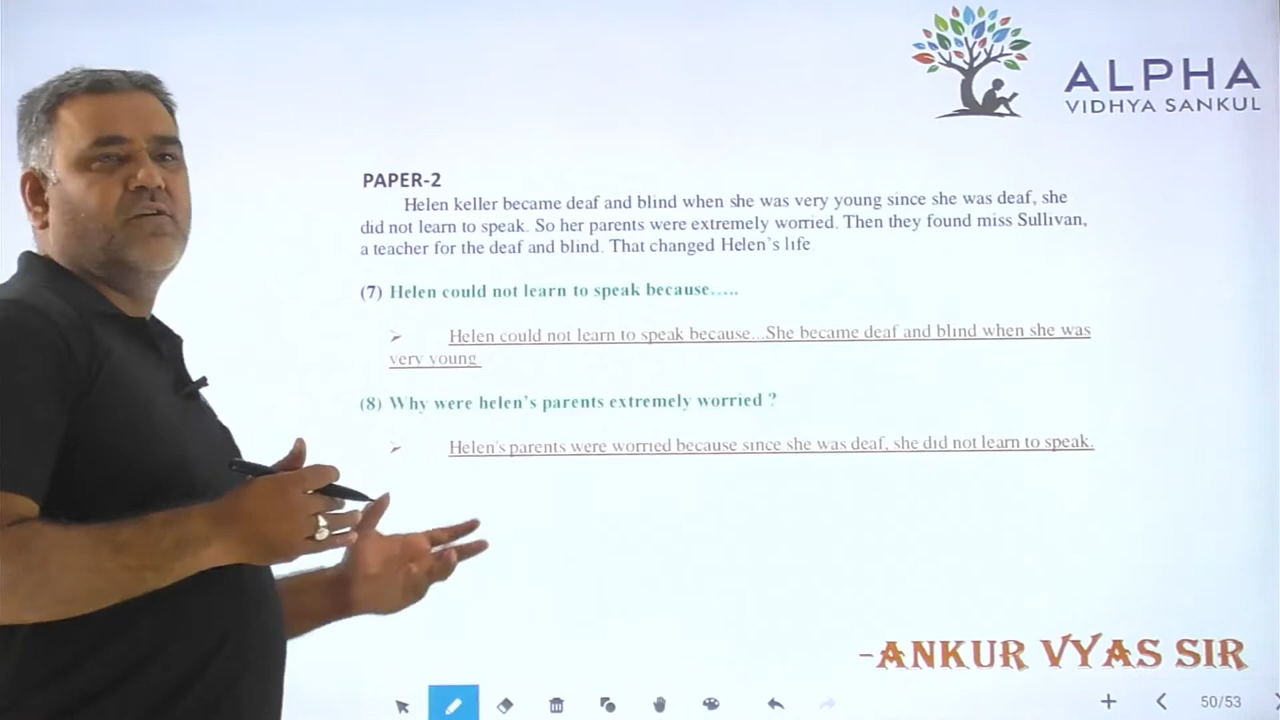 ALPHA
VIDHYA SANKUL
PAPER-2
Helen keller became deaf and blind when she was very young since she was deaf, she
did not learn to speak. So her parents were extremely worried. Then they found miss Sullivan,
a teacher for the deaf and blind. That changed Helen's life
(7) Helen could not learn to speak because.....
➢ Helen could not learn to speak because...She became deaf and blind when she was
very young
(8) Why were helen's parents extremely worried ?
➢ Helen's parents were worried because since she was deaf, she did not learn to speak.
-ANKUR VYAS SIR
50/53